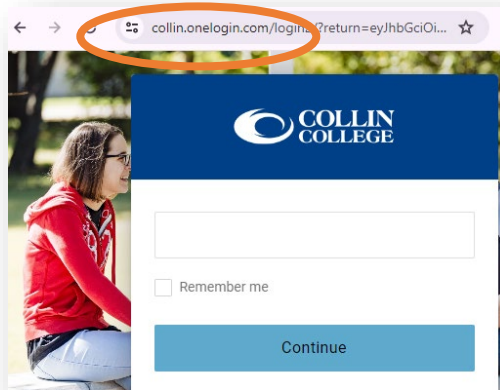 collin.onelogin.com/login2/?return=eyJhbGciOi...
COLLIN
COLLEGE
Remember me
Continue